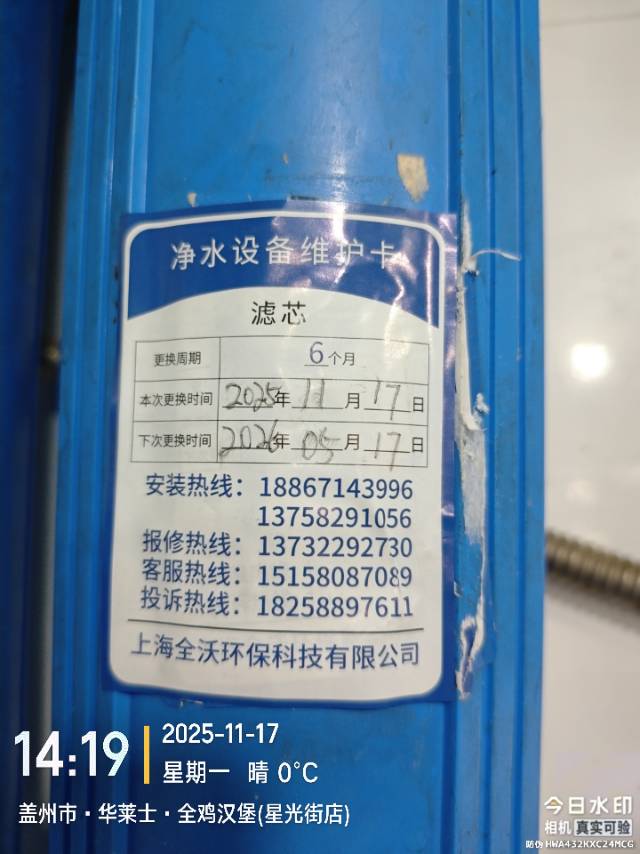 净水设备维护卡
滤芯
更换周期 6个月
本次更换时间 2025年 11月 17日
下次更换时间 2026年 05月 17日
安装热线：18867143996
13758291056
报修热线：13732292730
客服热线：15158087089
投诉热线：18258897611
上海全沃环保科技有限公司
14:19
2025-11-17
星期一 晴 0℃
盖州市·华莱士·全鸡汉堡(星光街店)
今日水印
相机 真实可验
防伪 HWA432KXC24MCG